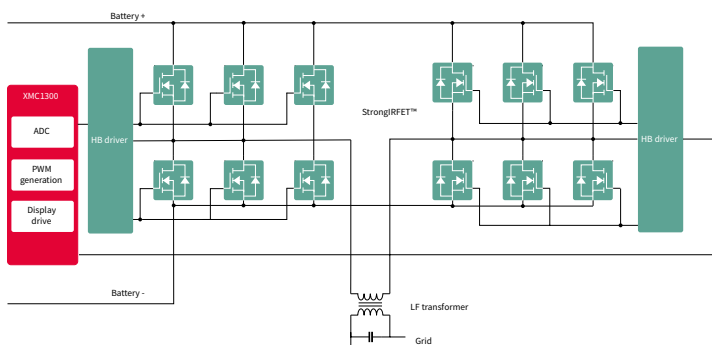 Battery +
XMC1300
ADC
PWM
generation
Display
drive
HB driver
StrongIRFET™
HB driver
Battery -
LF transformer
Grid